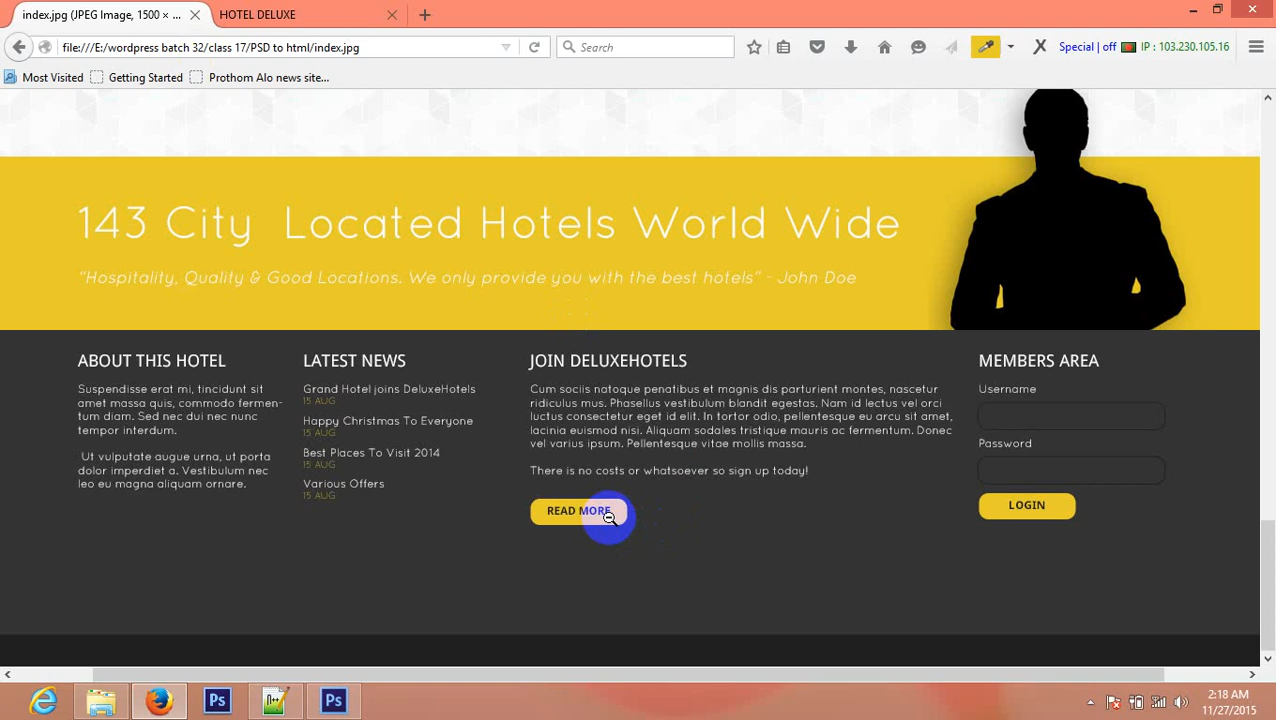 index.jpg (JPEG Image, 1500 × ...
HOTEL DELUXE
file:///E:/wordpress batch 32/class 17/PSD to html/index.jpg
Search
Special | off
IP : 103.230.105.16
Most Visited
Getting Started
Prothom Alo news site...
143 City Located Hotels World Wide
"Hospitality, Quality & Good Locations. We only provide you with the best hotels" - John Doe
ABOUT THIS HOTEL
Suspendisse erat mi, tincidunt sit
amet massa quis, commodo fermen-
tum diam. Sed nec dui nec nunc
tempor interdum.
Ut vulputate augue urna, ut porta
dolor imperdiet a. Vestibulum nec
leo eu magna aliquam ornare.
LATEST NEWS
Grand Hotel joins DeluxeHotels
15 AUG
Happy Christmas To Everyone
15 AUG
Best Places To Visit 2014
15 AUG
Various Offers
15 AUG
JOIN DELUXEHOTELS
Cum sociis natoque penatibus et magnis dis parturient montes, nascetur
ridiculus mus. Phasellus vestibulum blandit egestas. Nam id lectus vel orci
luctus consectetur eget id elit. In tortor odio, pellentesque eu arcu sit amet,
lacinia euismod nisi. Aliquam sodales tristique mauris ac fermentum. Donec
vel varius ipsum. Pellentesque vitae mollis massa.
There is no costs or whatsoever so sign up today!
READ MORE
MEMBERS AREA
Username
Password
LOGIN
Ps
Ps
2:18 AM
11/27/2015